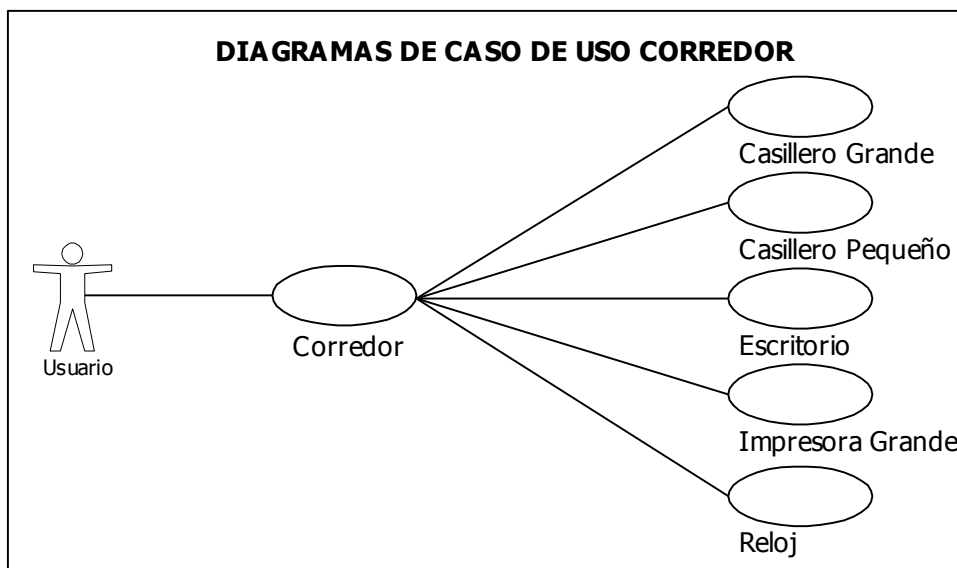 DIAGRAMAS DE CASO DE USO CORREDOR
Casillero Grande
Casillero Pequeño
Usuario
Corredor
Escritorio
Impresora Grande
Reloj